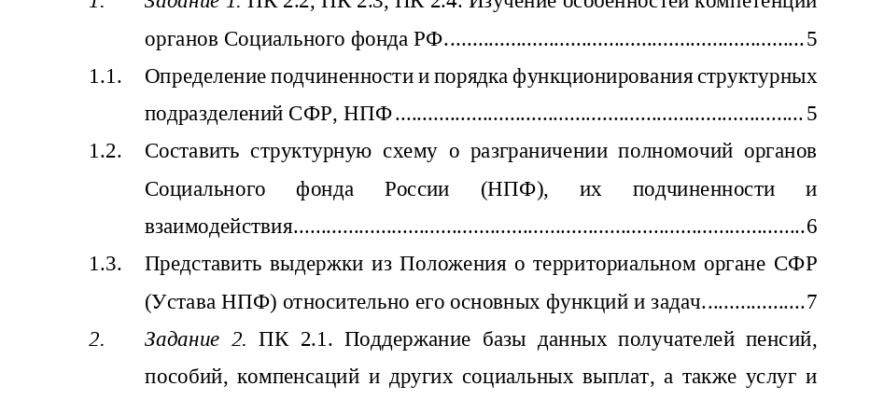 1. Задание 1. ПК 2.2, ПК 2.3, ПК 2.4. Изучение особенностей компетенции
органов Социального фонда РФ................................................................5
1.1. Определение подчиненности и порядка функционирования структурных
подразделений СФР, НПФ.........................................................................5
1.2. Составить структурную схему о разграничении полномочий органов
Социального фонда России (НПФ), их подчиненности и
взаимодействия...........................................................................................6
1.3. Представить выдержки из Положения о территориальном органе СФР
(Устава НПФ) относительно его основных функций и задач...................7
2. Задание 2. ПК 2.1. Поддержание базы данных получателей пенсий,
пособий, компенсаций и других социальных выплат, а также услуг и